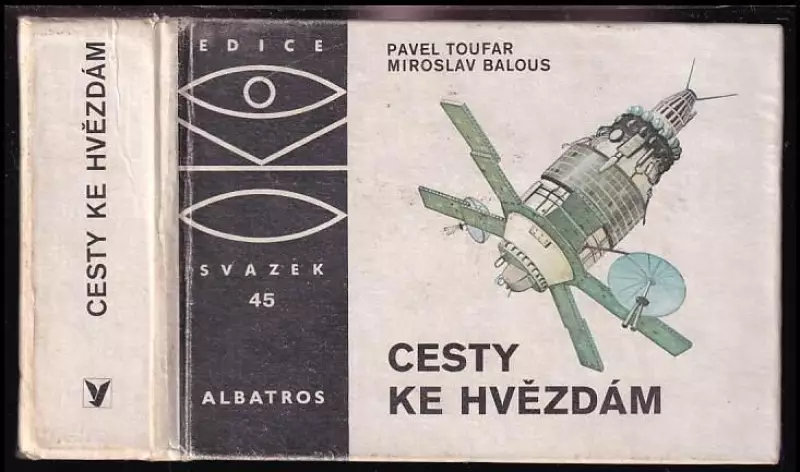 CESTY KE HVĚZDÁM
EDICE
SVAZEK
45
ALBATROS
PAVEL TOUFAR
MIROSLAV BALOUS
CESTY
KE HVĚZDÁM